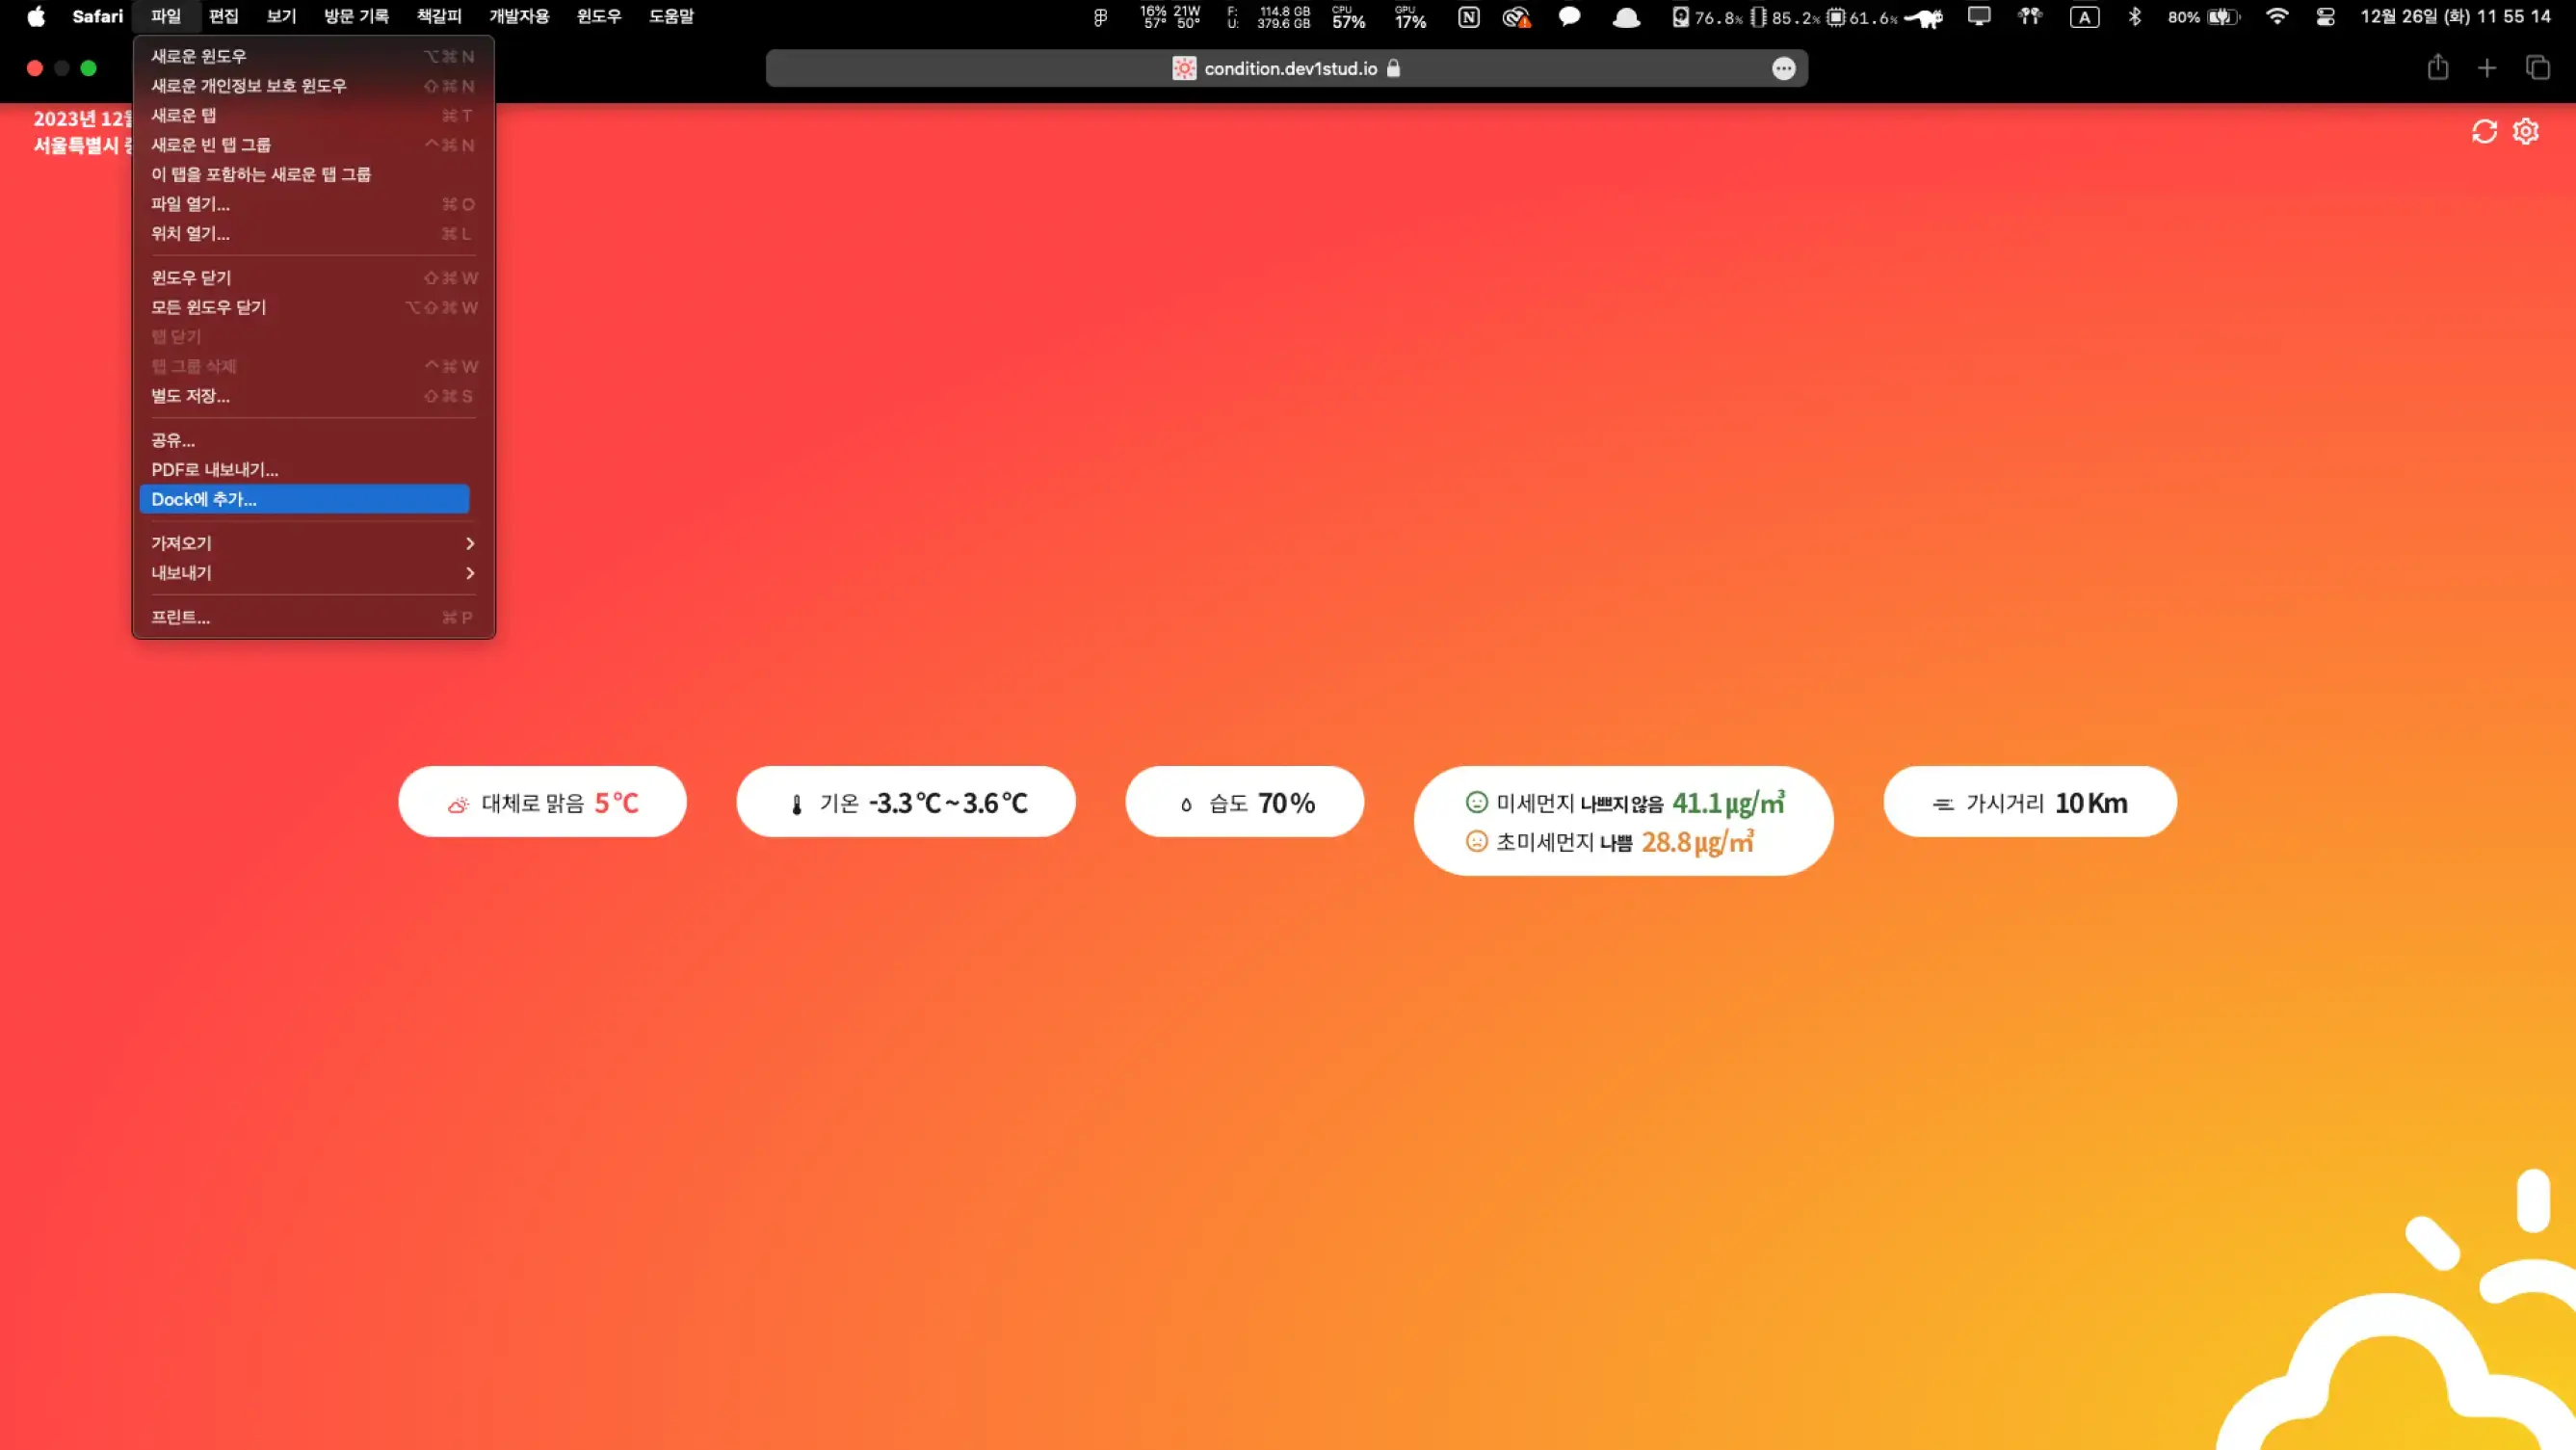 Safari 파일 편집 보기 방문 기록 책갈피 개발자용 윈도우 도움말
16% 21W
57° 50°
F: 114.8 GB
U: 379.6 GB
CPU
57%
GPU
17%
76.8% 85.2% 61.6%
A
80%
12월 26일 (화) 11 55 14
condition.dev1stud.io
2023년 12
서울특별시
새로운 윈도우 ⌥⌘N
새로운 개인정보 보호 윈도우 ⇧⌘N
새로운 탭 ⌘T
새로운 빈 탭 그룹 ^⌘N
이 탭을 포함하는 새로운 탭 그룹
파일 열기... ⌘O
위치 열기... ⌘L
윈도우 닫기 ⇧⌘W
모든 윈도우 닫기 ⌥⇧⌘W
탭 닫기
탭 그룹 삭제 ^⌘W
별도 저장... ⇧⌘S
공유...
PDF로 내보내기...
Dock에 추가...
가져오기
내보내기
프린트... ⌘P
대체로 맑음 5℃
기온 -3.3℃~3.6℃
습도 70%
미세먼지 나쁘지않음 41.1㎍/㎥
초미세먼지 나쁨 28.8㎍/㎥
가시거리 10Km